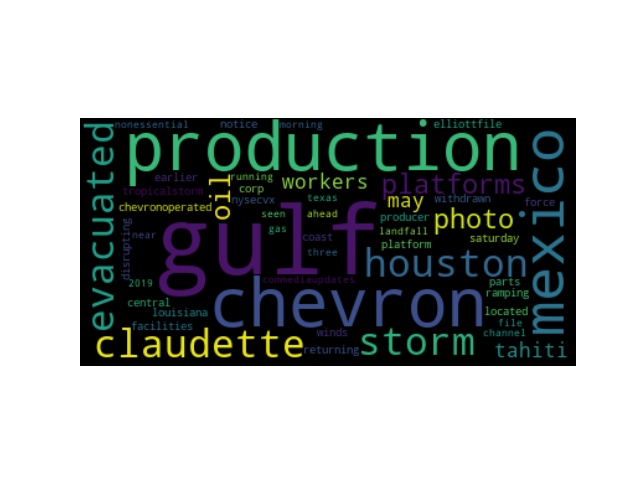 nonessential notice morning elliottfile
production
evacuated
mexico
earlier running workers platforms
tropicalstorm corp
oil
nysecvx texas may withdrawn force
chevronoperated
gulf
seen ahead producer photo
gas landfall
disrupting
near coast platform saturday
three houston
2019 commediaupdates parts
chevron ramping
central
louisiana located
facilities winds file
claudette storm channel
returning tahiti